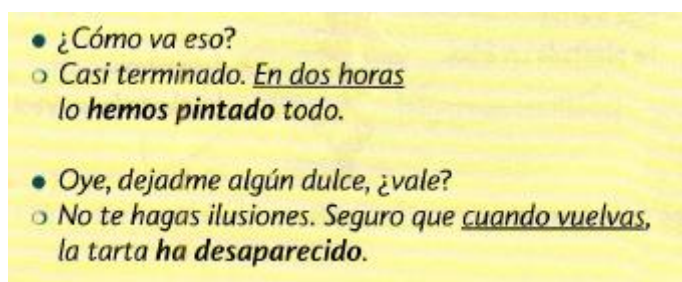 ● ¿Cómo va eso?
○ Casi terminado. En dos horas
lo hemos pintado todo.
● Oye, dejadme algún dulce, ¿vale?
○ No te hagas ilusiones. Seguro que cuando vuelvas,
la tarta ha desaparecido.